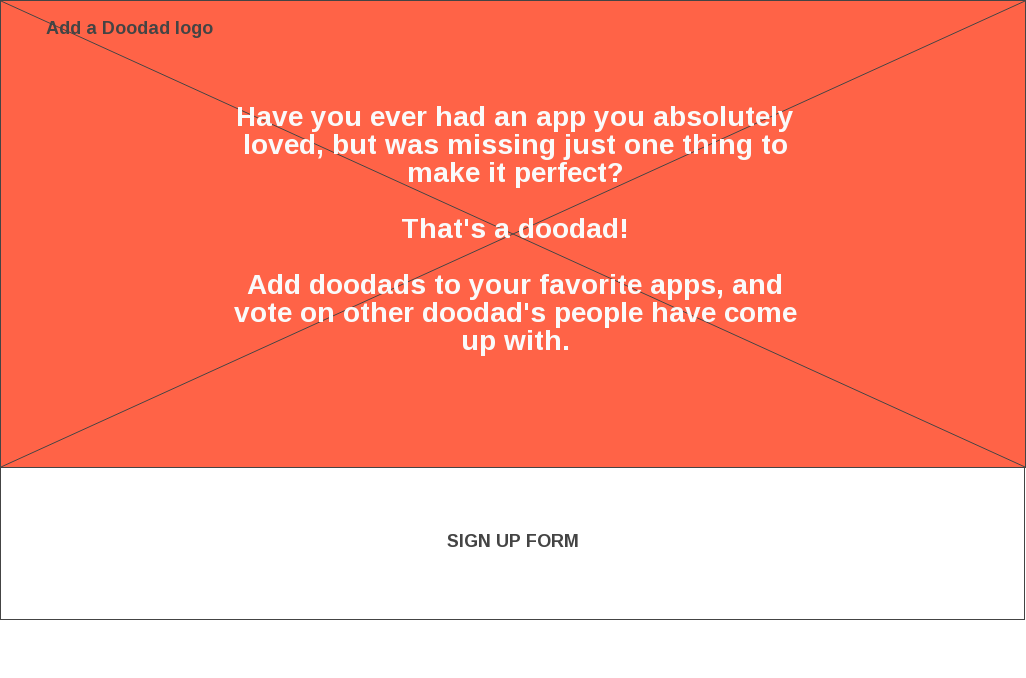 Add a Doodad logo
Have you ever had an app you absolutely
loved, but was missing just one thing to
make it perfect?
That's a doodad!
Add doodads to your favorite apps, and
vote on other doodad's people have come
up with.
SIGN UP FORM